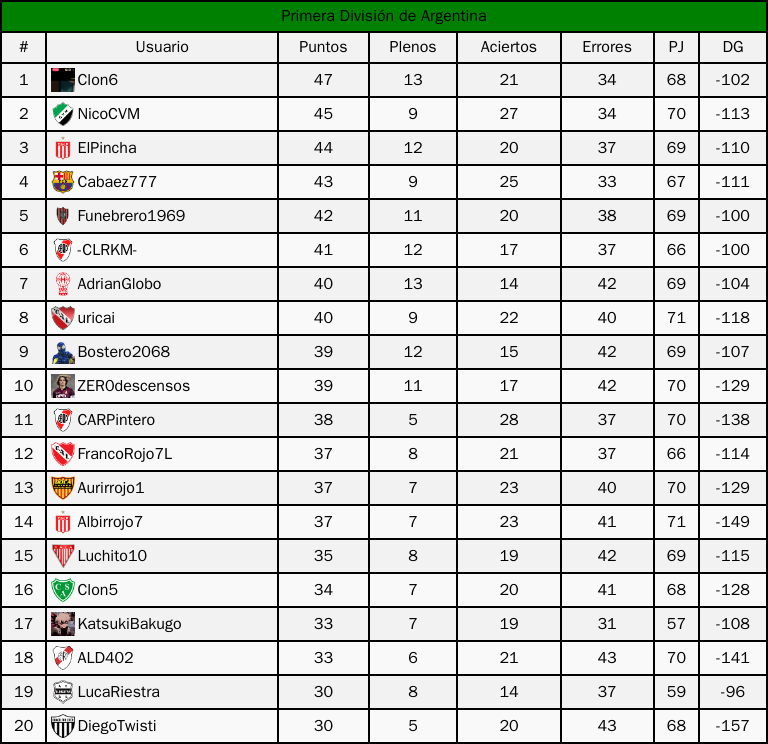 Primera División de Argentina
# Usuario Puntos Plenos Aciertos Errores PJ DG
1 Clon6 47 13 21 34 68 -102
2 NicoCVM 45 9 27 34 70 -113
3 ElPincha 44 12 20 37 69 -110
4 Cabaez777 43 9 25 33 67 -111
5 Funebrero1969 42 11 20 38 69 -100
6 -CLRKM- 41 12 17 37 66 -100
7 AdrianGlobo 40 13 14 42 69 -104
8 uricai 40 9 22 40 71 -118
9 Bostero2068 39 12 15 42 69 -107
10 ZER0descensos 39 11 17 42 70 -129
11 CARPintero 38 5 28 37 70 -138
12 FrancoRojo7L 37 8 21 37 66 -114
13 Aurirrojo1 37 7 23 40 70 -129
14 Albirrojo7 37 7 23 41 71 -149
15 Luchito10 35 8 19 42 69 -115
16 Clon5 34 7 20 41 68 -128
17 KatsukiBakugo 33 7 19 31 57 -108
18 ALD402 33 6 21 43 70 -141
19 LucaRiestra 30 8 14 37 59 -96
20 DiegoTwisti 30 5 20 43 68 -157